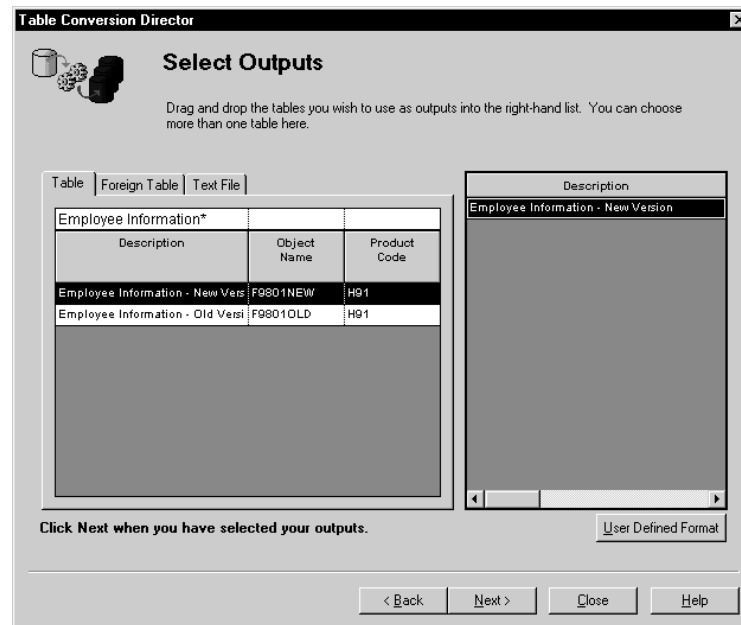 Table Conversion Director
Select Outputs
Drag and drop the tables you wish to use as outputs into the right-hand list. You can choose
more than one table here.
Table
Foreign Table
Text File
Employee Information*
Description
Object
Name
Product
Code
Employee Information - New Vers
F9801NEW
H91
Employee Information - Old Versi
F9801OLD
H91
Description
Employee Information - New Version
Click Next when you have selected your outputs.
User Defined Format
< Back
Next >
Close
Help